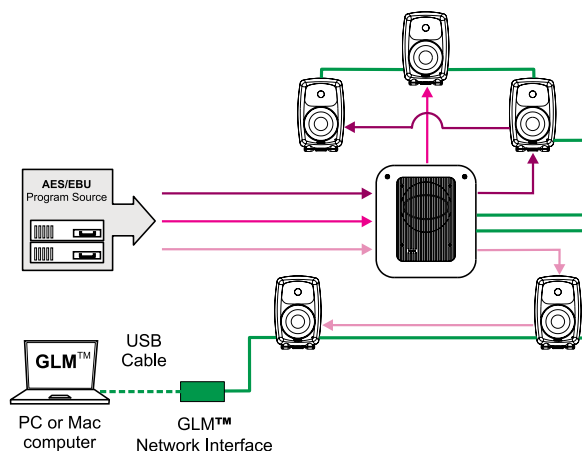 AES/EBU
Program Source
GLM™
USB
Cable
PC or Mac
computer
GLM™
Network Interface